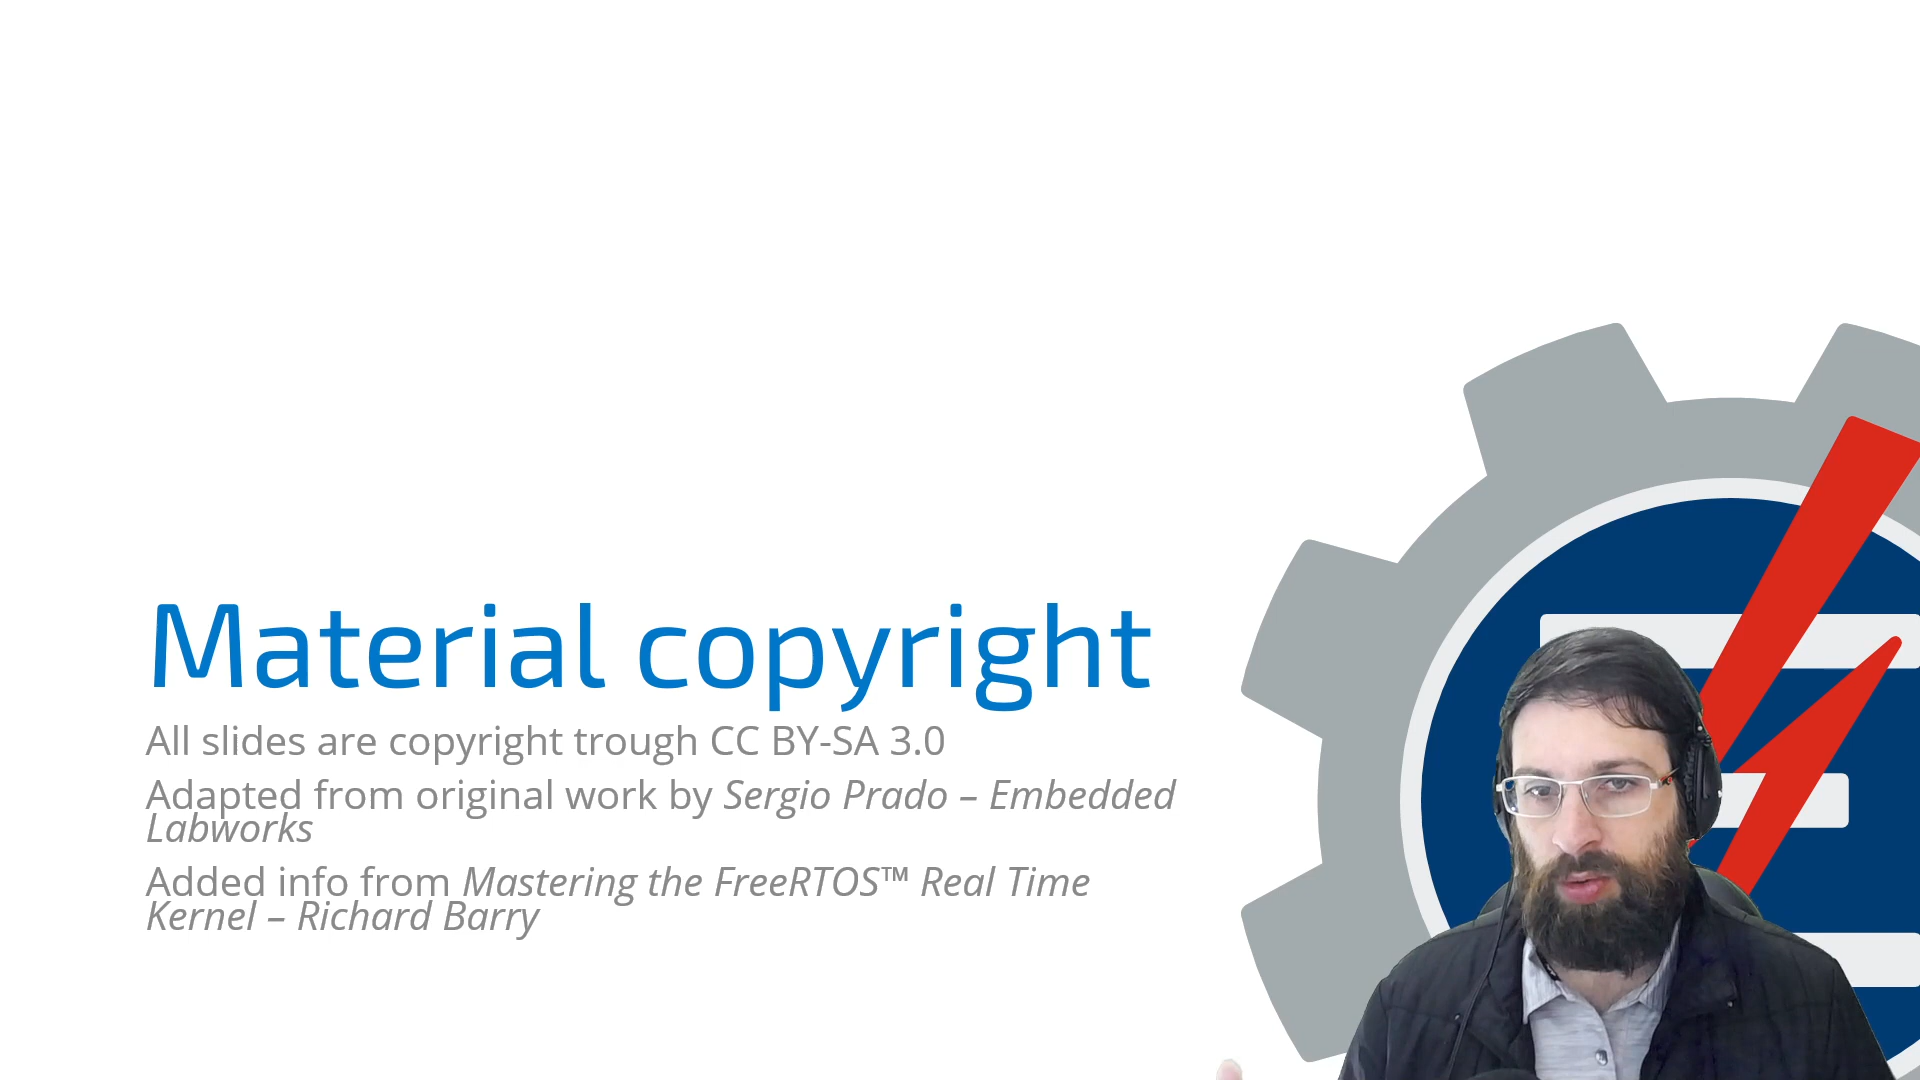 Material copyright
All slides are copyright trough CC BY-SA 3.0
Adapted from original work by Sergio Prado – Embedded
Labworks
Added info from Mastering the FreeRTOS™ Real Time
Kernel – Richard Barry